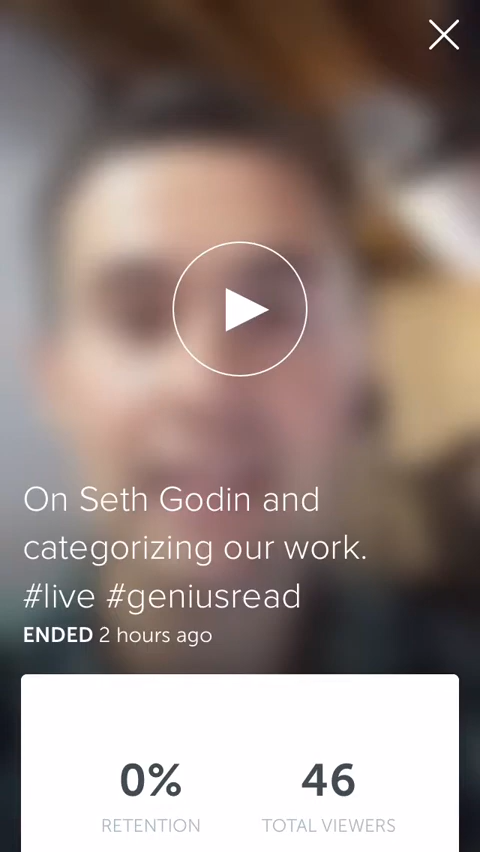 On Seth Godin and
categorizing our work.
#live #geniusread
ENDED 2 hours ago
0% 46
RETENTION TOTAL VIEWERS